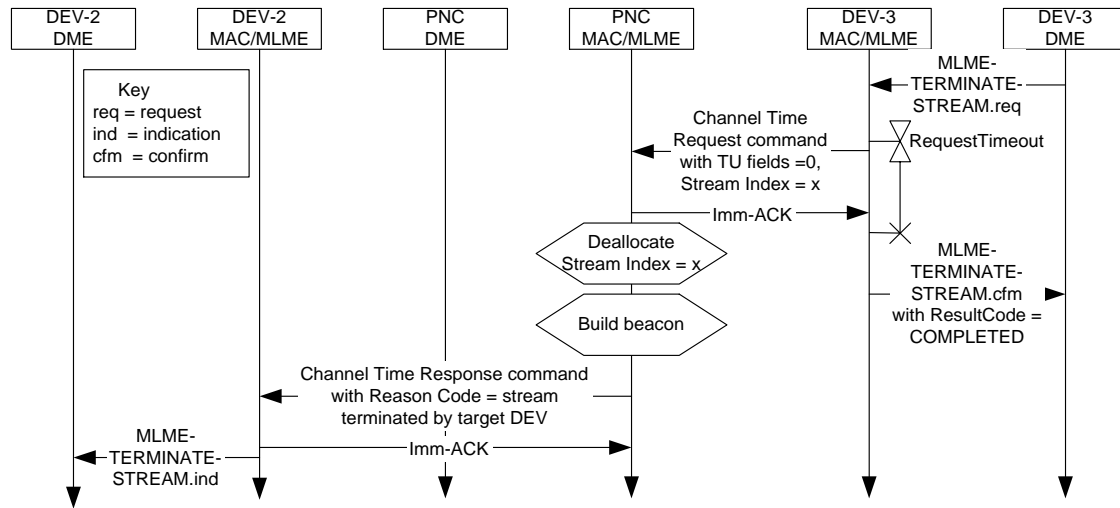 DEV-2
DME
DEV-2
MAC/MLME
PNC
DME
PNC
MAC/MLME
DEV-3
MAC/MLME
DEV-3
DME
Key
req = request
ind = indication
cfm = confirm
MLME-
TERMINATE-
STREAM.req
Channel Time
Request command
with TU fields =0,
Stream Index = x
RequestTimeout
Imm-ACK
Deallocate
Stream Index = x
MLME-
TERMINATE-
STREAM.cfm
with ResultCode =
COMPLETED
Build beacon
Channel Time Response command
with Reason Code = stream
terminated by target DEV
Imm-ACK
MLME-
TERMINATE-
STREAM.ind